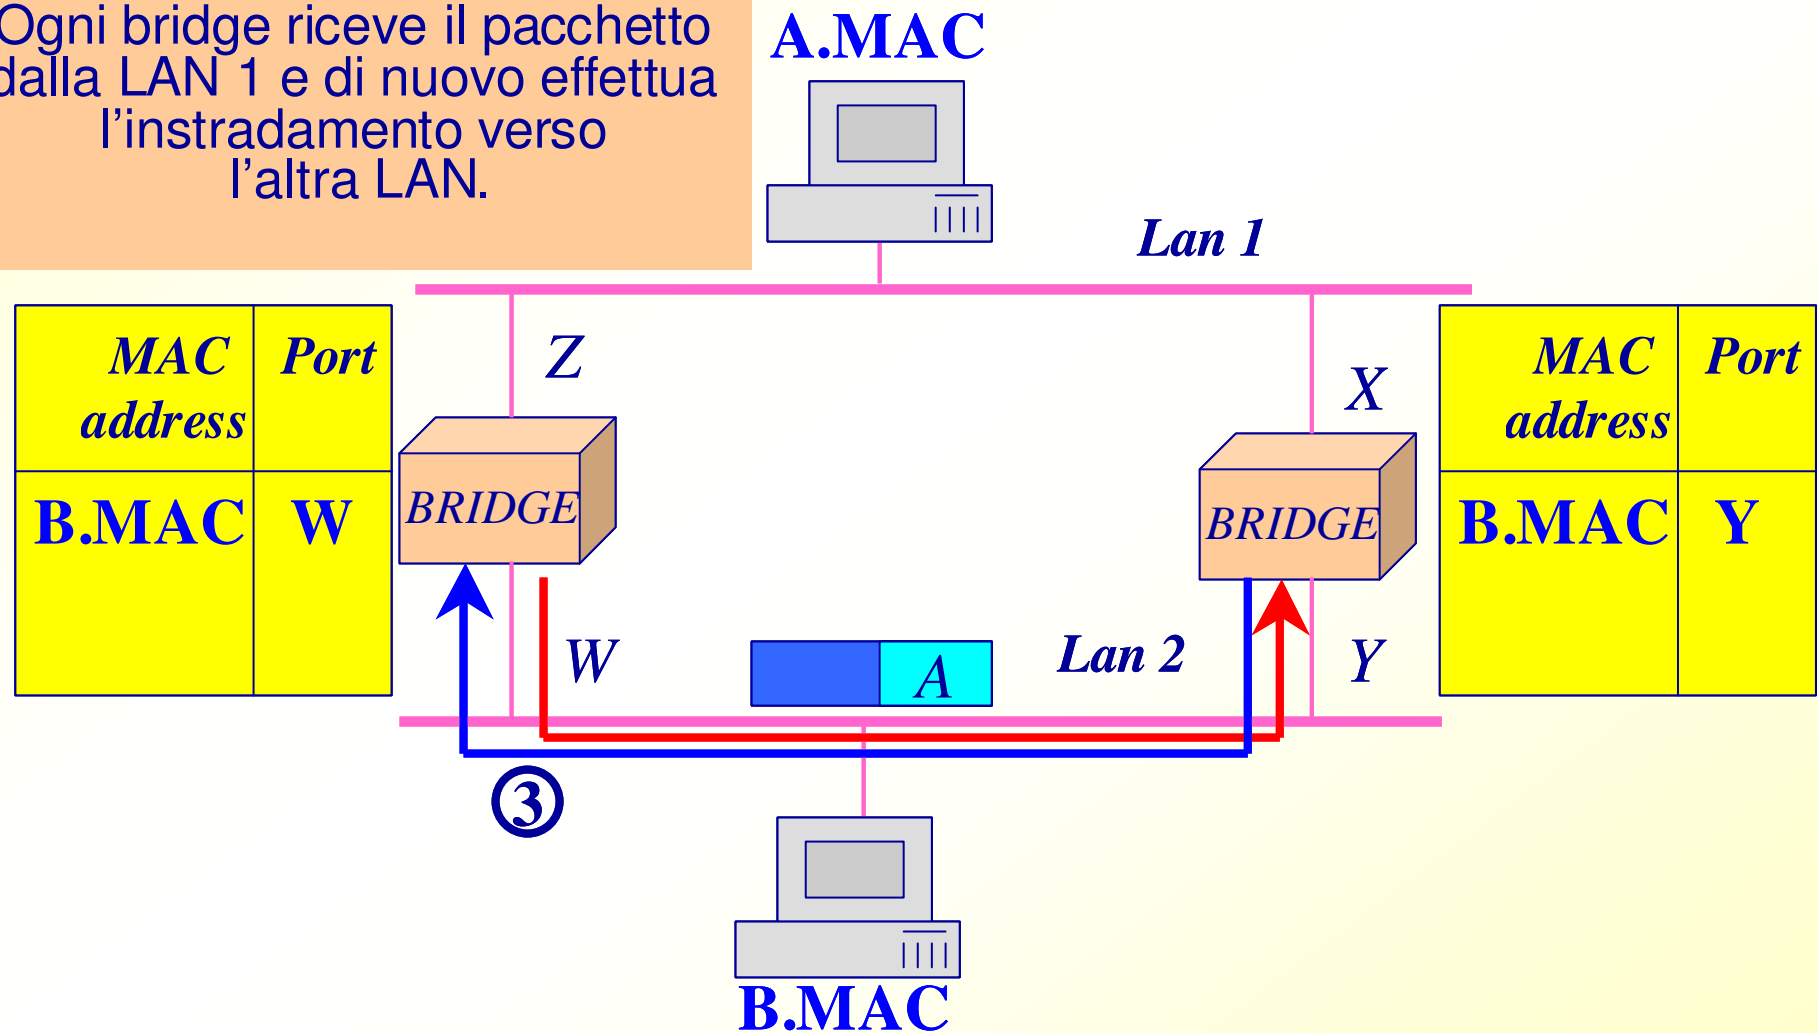 Ogni bridge riceve il pacchetto
dalla LAN 1 e di nuovo effettua
l'instradamento verso
l'altra LAN.
A.MAC
Lan 1
MAC address Port
B.MAC W
Z
X
BRIDGE
BRIDGE
MAC address Port
B.MAC Y
W
A
Lan 2
Y
3
B.MAC